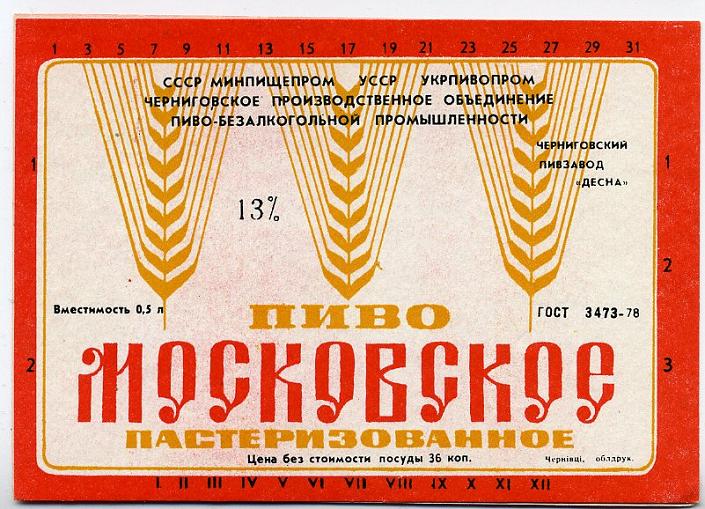 1 3 5 7 9 11 13 15 17 19 21 23 25 27 29 31
СССР МИНПИЩЕПРОМ УССР УКРПИВОПРОМ
ЧЕРНИГОВСКОЕ ПРОИЗВОДСТВЕННОЕ ОБЪЕДИНЕНИЕ
ПИВО-БЕЗАЛКОГОЛЬНОЙ ПРОМЫШЛЕННОСТИ
ЧЕРНИГОВСКИЙ
ПИВЗАВОД
«ДЕСНА»
1
1
13%
2
Вместимость 0,5 л
ПИВО
ГОСТ 3473-78
2
МОСКОВСКОЕ
3
ПАСТЕРИЗОВАННОЕ
Цена без стоимости посуды 36 коп.
Чернівці, облдрук.
I II III IV V VI VII VIII IX X XI XII